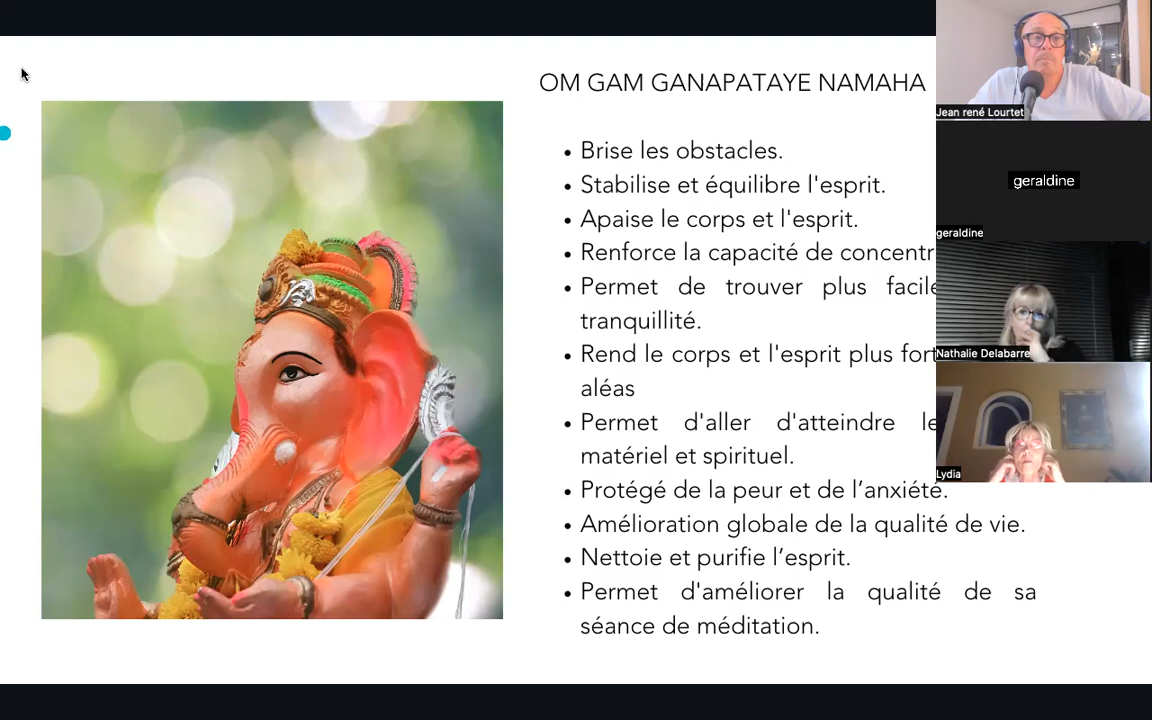 OM GAM GANAPATAYE NAMAHA
• Brise les obstacles.
• Stabilise et équilibre l'esprit.
• Apaise le corps et l'esprit.
• Renforce la capacité de
• Permet de trouver plus
tranquillité.
• Rend le corps et l'esprit plus
aléas
• Permet d'aller d'atteindre
matériel et spirituel.
• Protégé de la peur et de l’anxiété.
• Amélioration globale de la qualité de vie.
• Nettoie et purifie l’esprit.
• Permet d'améliorer la qualité de sa
séance de méditation.
Jean rené Lourtet
geraldine
geraldine
Nathalie Delabarre
Lydia